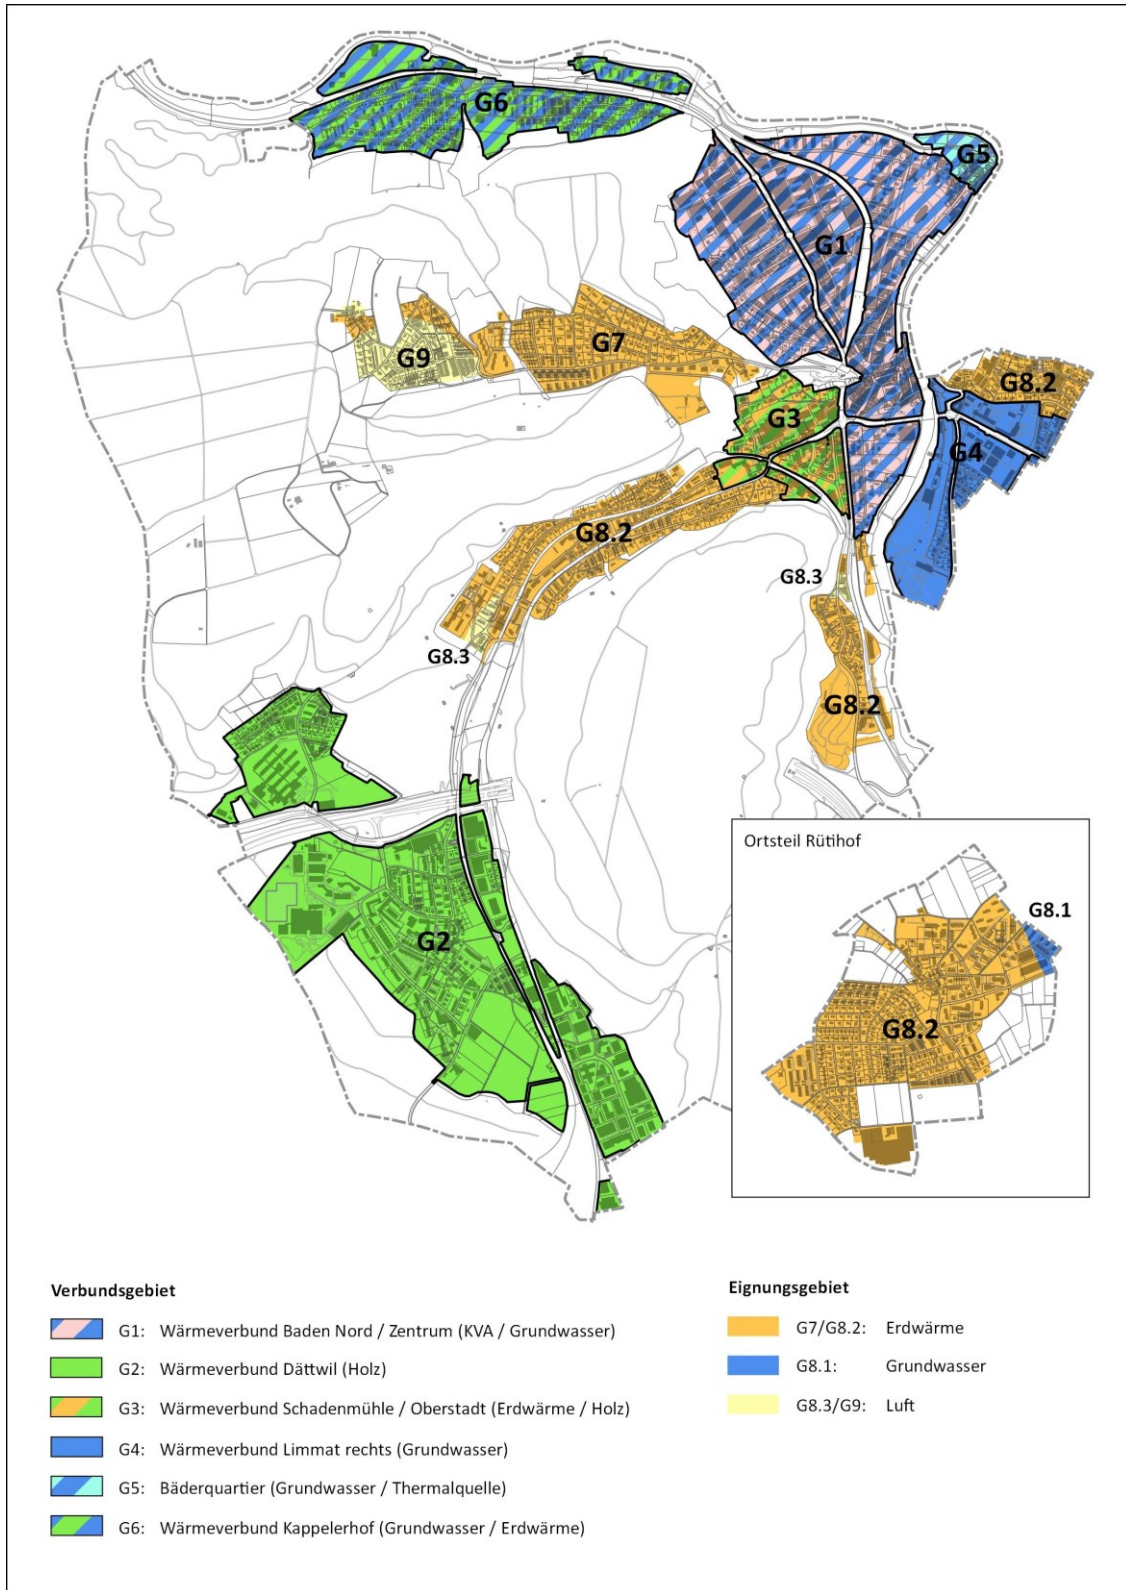 G6
G5
G1
G7
G9
G8.2
G3
G4
G8.2
G8.3
G8.3
G8.2
Ortsteil Rütihof
G8.1
G2
G8.2
Verbundsgebiet
G1: Wärmeverbund Baden Nord / Zentrum (KVA / Grundwasser)
G2: Wärmeverbund Dättwil (Holz)
G3: Wärmeverbund Schadenmühle / Oberstadt (Erdwärme / Holz)
G4: Wärmeverbund Limmat rechts (Grundwasser)
G5: Bäderquartier (Grundwasser / Thermalquelle)
G6: Wärmeverbund Kappelerhof (Grundwasser / Erdwärme)
Eignungsgebiet
G7/G8.2: Erdwärme
G8.1: Grundwasser
G8.3/G9: Luft